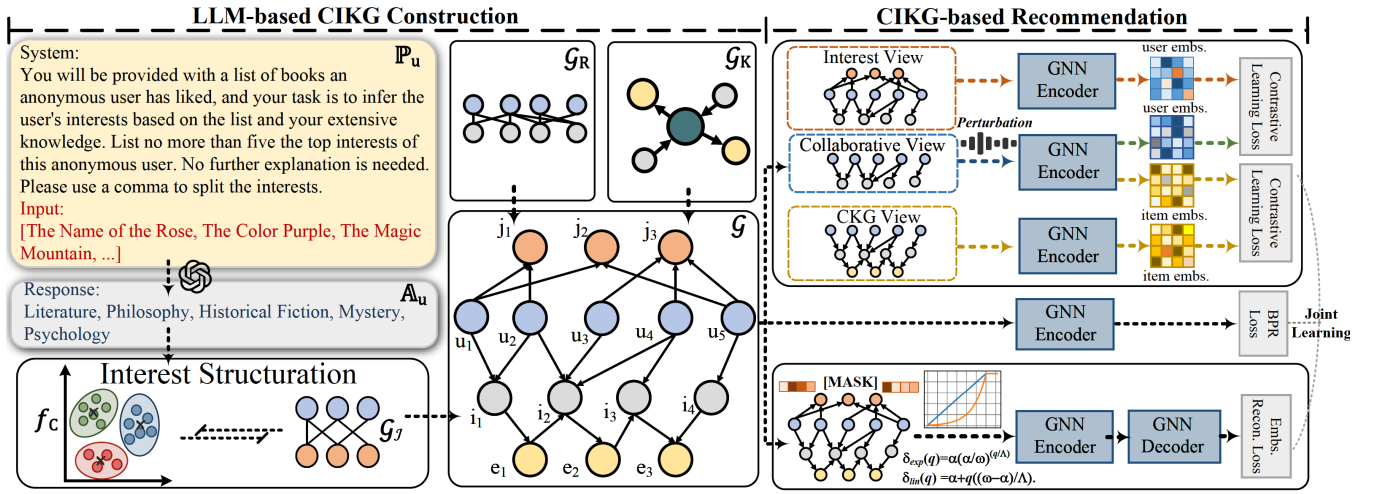 LLM-based CIKG Construction
CIKG-based Recommendation
System:
ℙu
You will be provided with a list of books an
anonymous user has liked, and your task is to infer the
user's interests based on the list and your extensive
knowledge. List no more than five the top interests of
this anonymous user. No further explanation is needed.
Please use a comma to split the interests.
Input:
[The Name of the Rose, The Color Purple, The Magic
Mountain, ...]
Response:
𝔸u
Literature, Philosophy, Historical Fiction, Mystery,
Psychology
Interest Structuration
fC
𝒢𝒥
𝒢R
𝒢K
𝒢
j1 j2 j3
u1 u2 u3 u4 u5
i1 i2 i3 i4
e1 e2 e3
Interest View
GNN
Encoder
user embs.
Contrastive
Learning Loss
Perturbation
Collaborative View
GNN
Encoder
user embs.
item embs.
Contrastive
Learning Loss
CKG View
GNN
Encoder
item embs.
GNN
Encoder
BPR
Loss
Joint
Learning
[MASK]
δexp(q)=α(α/ω)(q/Λ)
δlin(q) =α+q((ω−α)/Λ).
GNN
Encoder
GNN
Decoder
Embs.
Recon. Loss